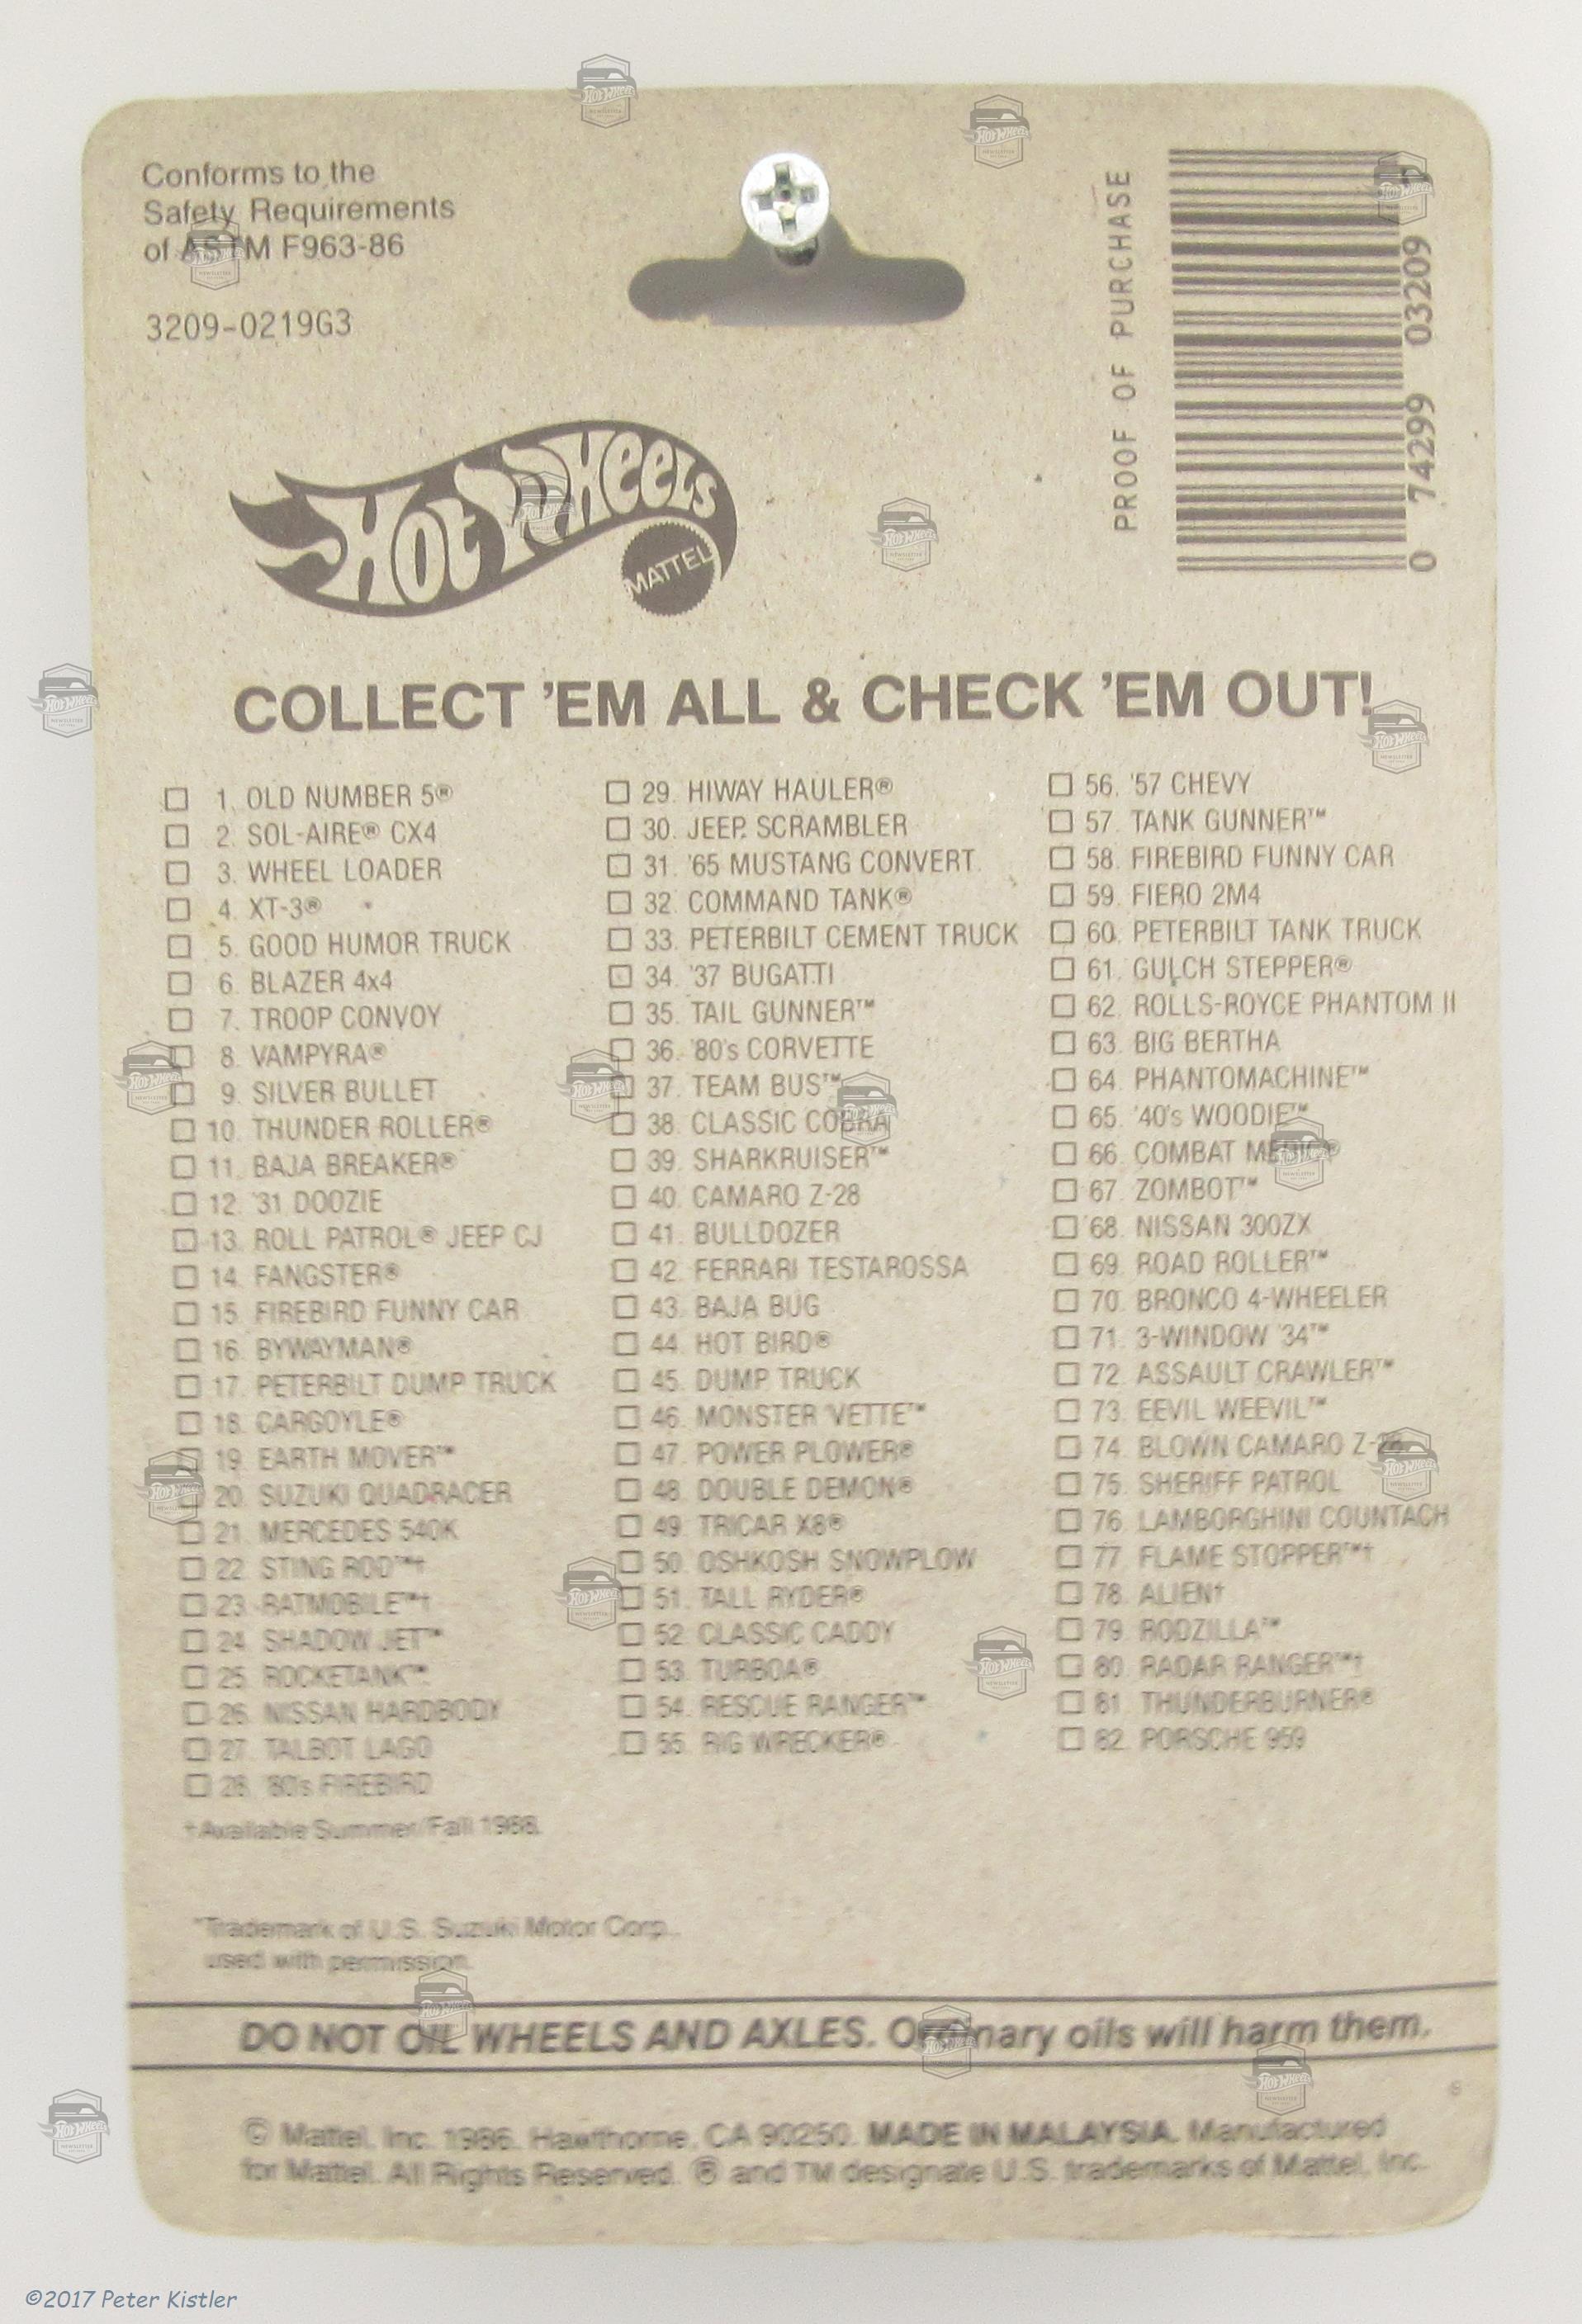 Conforms to the
Safety Requirements
of ASTM F963-86
3209-0219G3
PROOF OF PURCHASE
0 74299 03209
Hot Wheels
MATTEL
COLLECT 'EM ALL & CHECK 'EM OUT!
1. OLD NUMBER 5®
2. SOL-AIRE® CX4
3. WHEEL LOADER
4. XT-3®
5. GOOD HUMOR TRUCK
6. BLAZER 4x4
7. TROOP CONVOY
8. VAMPYRA®
9. SILVER BULLET
10. THUNDER ROLLER®
11. BAJA BREAKER®
12. '31 DOOZIE
13. ROLL PATROL® JEEP CJ
14. FANGSTER®
15. FIREBIRD FUNNY CAR
16. BYWAYMAN®
17. PETERBILT DUMP TRUCK
18. CARGOYLE®
19. EARTH MOVER™
20. SUZUKI QUADRACER
21. MERCEDES 540K
22. STING ROD™†
23. RATMOBILE™†
24. SHADOW JET™
25. ROCKETANK™
26. NISSAN HARDBODY
27. TALBOT LAGO
28. '80's FIREBIRD
†Available Summer/Fall 1988.
29. HIWAY HAULER®
30. JEEP SCRAMBLER
31. '65 MUSTANG CONVERT.
32. COMMAND TANK®
33. PETERBILT CEMENT TRUCK
34. '37 BUGATTI
35. TAIL GUNNER™
36. '80's CORVETTE
37. TEAM BUS™
38. CLASSIC COBRA
39. SHARKRUISER™
40. CAMARO Z-28
41. BULLDOZER
42. FERRARI TESTAROSSA
43. BAJA BUG
44. HOT BIRD®
45. DUMP TRUCK
46. MONSTER 'VETTE™
47. POWER PLOWER®
48. DOUBLE DEMON®
49. TRICAR X8®
50. OSHKOSH SNOWPLOW
51. TALL RYDER®
52. CLASSIC CADDY
53. TURBOA®
54. RESCUE RANGER™
55. RIG WRECKER®
56. '57 CHEVY
57. TANK GUNNER™
58. FIREBIRD FUNNY CAR
59. FIERO 2M4
60. PETERBILT TANK TRUCK
61. GULCH STEPPER®
62. ROLLS-ROYCE PHANTOM II
63. BIG BERTHA
64. PHANTOMACHINE™
65. '40's WOODIE™
66. COMBAT MEDIC®
67. ZOMBOT™
68. NISSAN 300ZX
69. ROAD ROLLER™
70. BRONCO 4-WHEELER
71. 3-WINDOW '34™
72. ASSAULT CRAWLER™
73. EEVIL WEEVIL™
74. BLOWN CAMARO Z-28
75. SHERIFF PATROL
76. LAMBORGHINI COUNTACH
77. FLAME STOPPER™†
78. ALIEN†
79. RODZILLA™
80. RADAR RANGER™†
81. THUNDERBURNER®
82. PORSCHE 959
*Trademark of U.S. Suzuki Motor Corp.
used with permission.
DO NOT OIL WHEELS AND AXLES. Ordinary oils will harm them.
© Mattel, Inc. 1986. Hawthorne, CA 90250. MADE IN MALAYSIA. Manufactured
for Mattel. All Rights Reserved. ® and TM designate U.S. trademarks of Mattel, Inc.
©2017 Peter Kistler